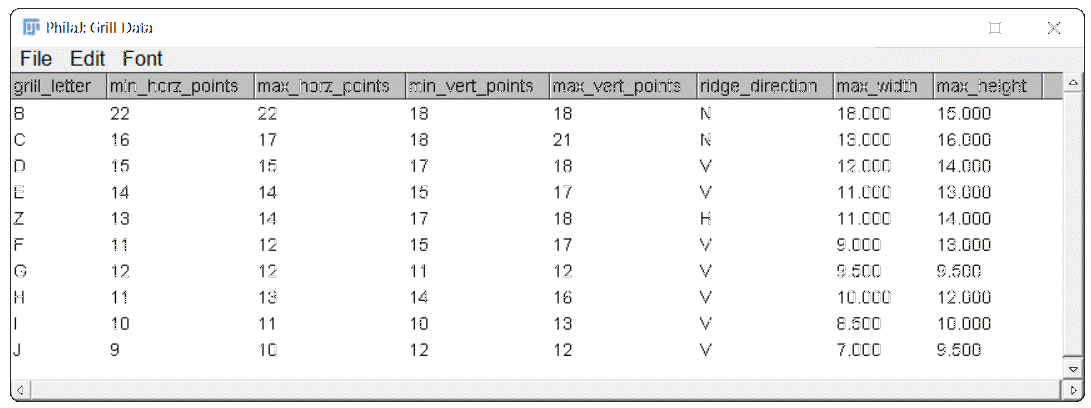 PhilaJ: Grill Data
File Edit Font
grill_letter min_horz_points max_horz_points min_vert_points max_vert_points ridge_direction max_width max_height
B 22 22 18 18 N 18.000 15.000
C 16 17 18 21 N 13.000 16.000
D 15 15 17 18 V 12.000 14.000
E 14 14 15 17 V 11.000 13.000
Z 13 14 17 18 H 11.000 14.000
F 11 12 15 17 V 9.000 13.000
G 12 12 11 12 V 9.500 9.500
H 11 13 14 16 V 10.000 12.000
I 10 11 10 13 V 8.500 10.000
J 9 10 12 12 V 7.000 9.500